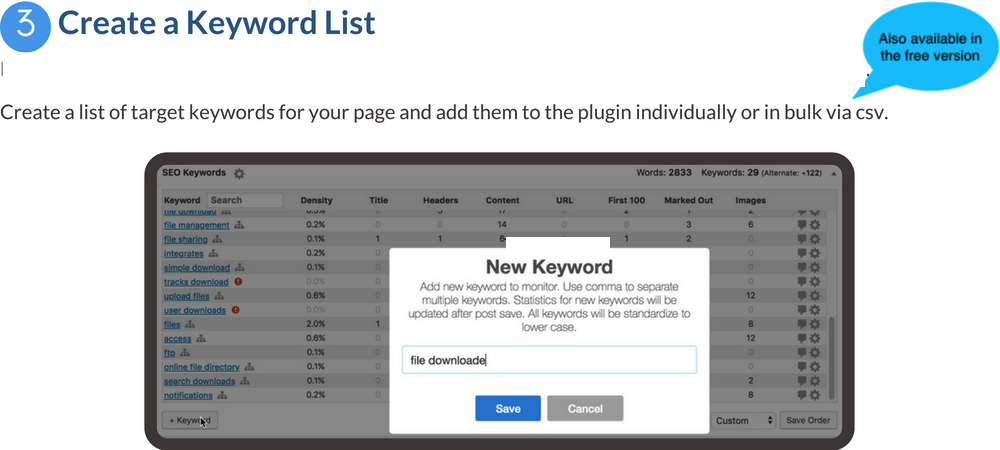 3 Create a Keyword List
Also available in
the free version
Create a list of target keywords for your page and add them to the plugin individually or in bulk via csv.
SEO Keywords Words: 2833 Keywords: 29 (Alternate: +122)
Keyword Search Density Title Headers Content URL First 100 Marked Out Images
file download 0.3% 0 17 2 1 2
file management 0.2% 0 0 14 0 0 3 6
file sharing 0.1% 1 1 6 1 2 0
integrates 0.2% 0 0
simple download 0.1% 0 0
tracks download 0.0% 0 0
upload files 0.6% 0 12
user downloads 0.0% 0 0
files 2.0% 1 8
access 0.6% 0 12
ftp 0.1% 0 0
online file directory 0.1% 0 0
search downloads 0.1% 0 2
notifications 0.2% 0 8
New Keyword
Add new keyword to monitor. Use comma to separate
multiple keywords. Statistics for new keywords will be
updated after post save. All keywords will be standardize to
lower case.
file downloade
Save Cancel
+ Keyword Custom Save Order